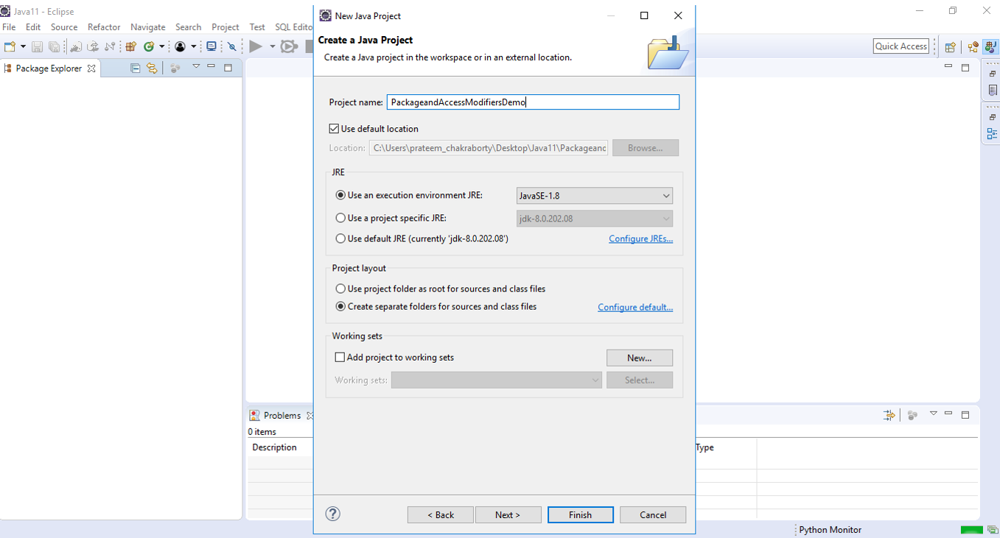 Java11 - Eclipse
File Edit Source Refactor Navigate Search Project Test SQL Edito
Quick Access
Package Explorer
New Java Project
Create a Java Project
Create a Java project in the workspace or in an external location.
Project name: PackageandAccessModifiersDemo
Use default location
Location: C:\Users\prateem_chakraborty\Desktop\Java11\Packageanc Browse...
JRE
Use an execution environment JRE: JavaSE-1.8
Use a project specific JRE: jdk-8.0.202.08
Use default JRE (currently 'jdk-8.0.202.08') Configure JREs...
Project layout
Use project folder as root for sources and class files
Create separate folders for sources and class files Configure default...
Working sets
Add project to working sets New...
Working sets: Select...
? < Back Next > Finish Cancel
Problems
0 items
Description Type
Python Monitor